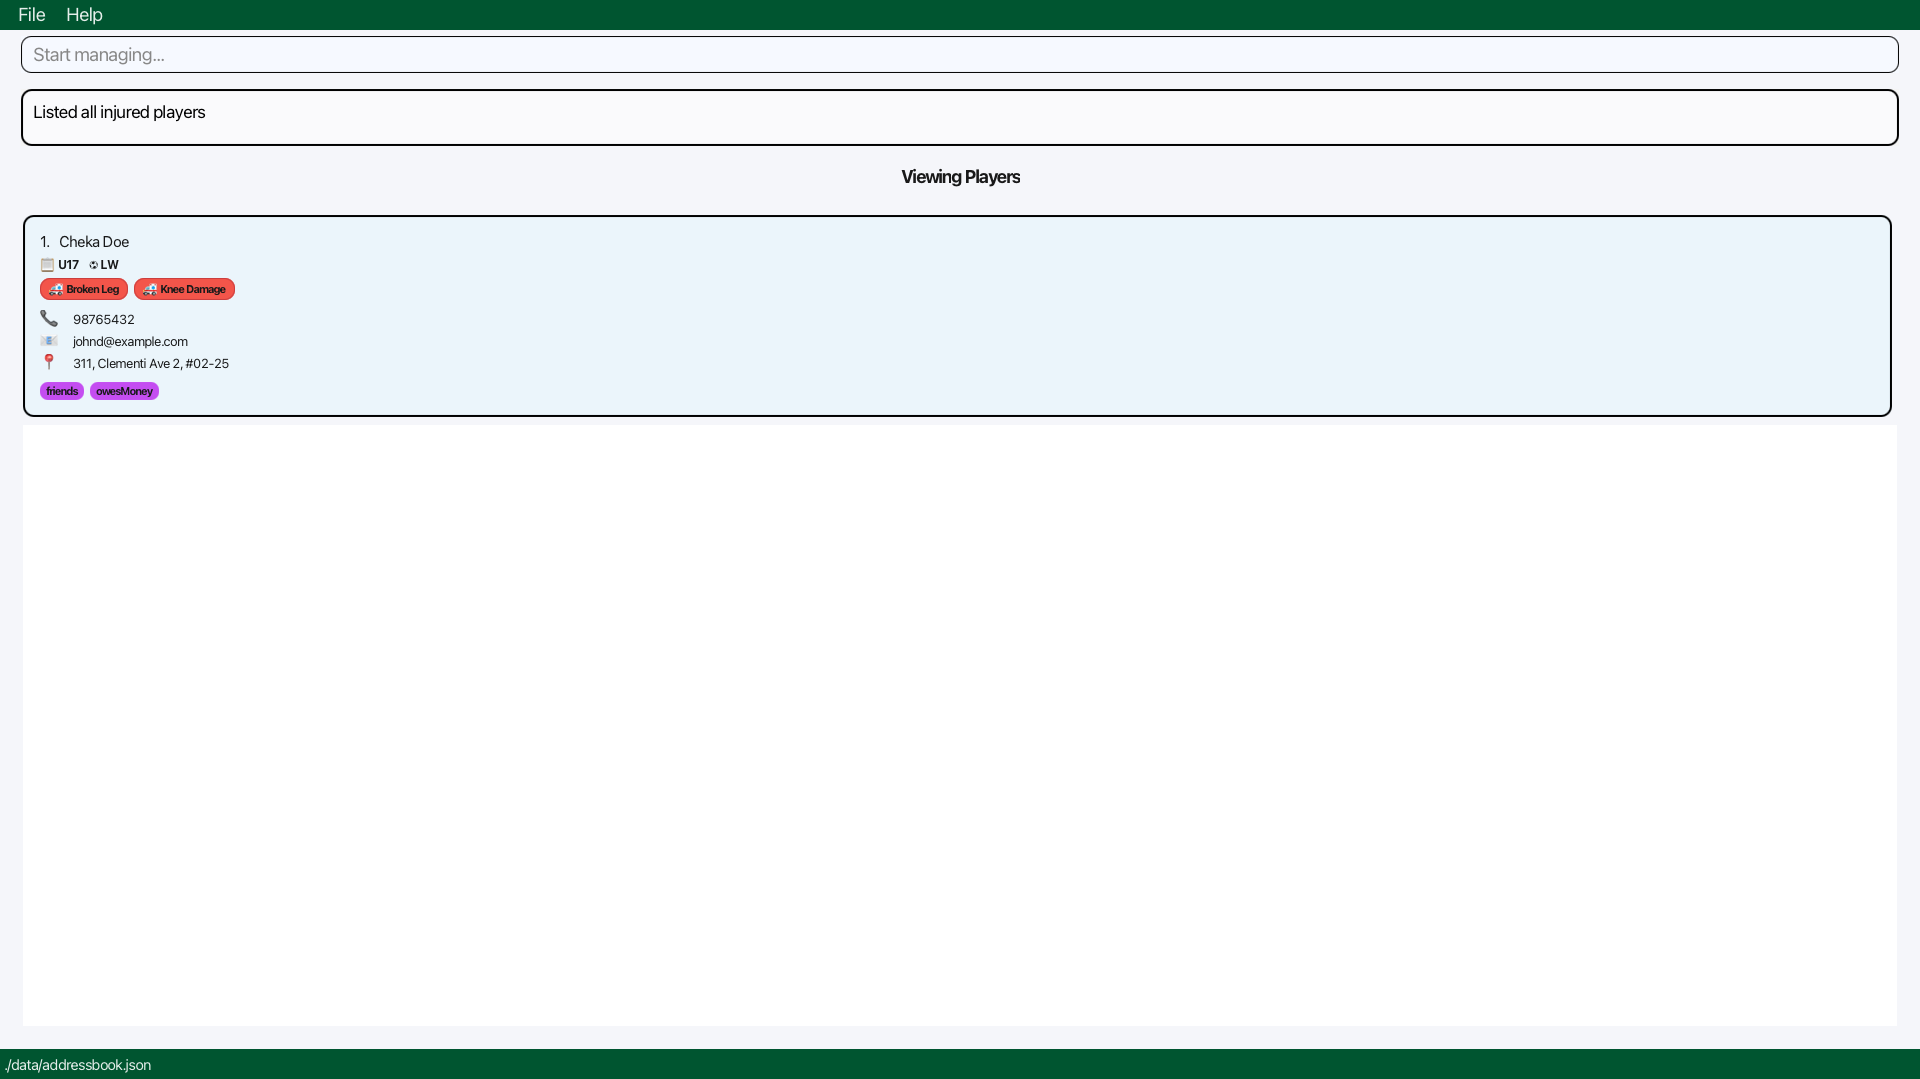 File Help
Start managing...
Listed all injured players
Viewing Players
1. Cheka Doe
U17 LW
Broken Leg Knee Damage
98765432
johnd@example.com
311, Clementi Ave 2, #02-25
friends owesMoney
./data/addressbook.json